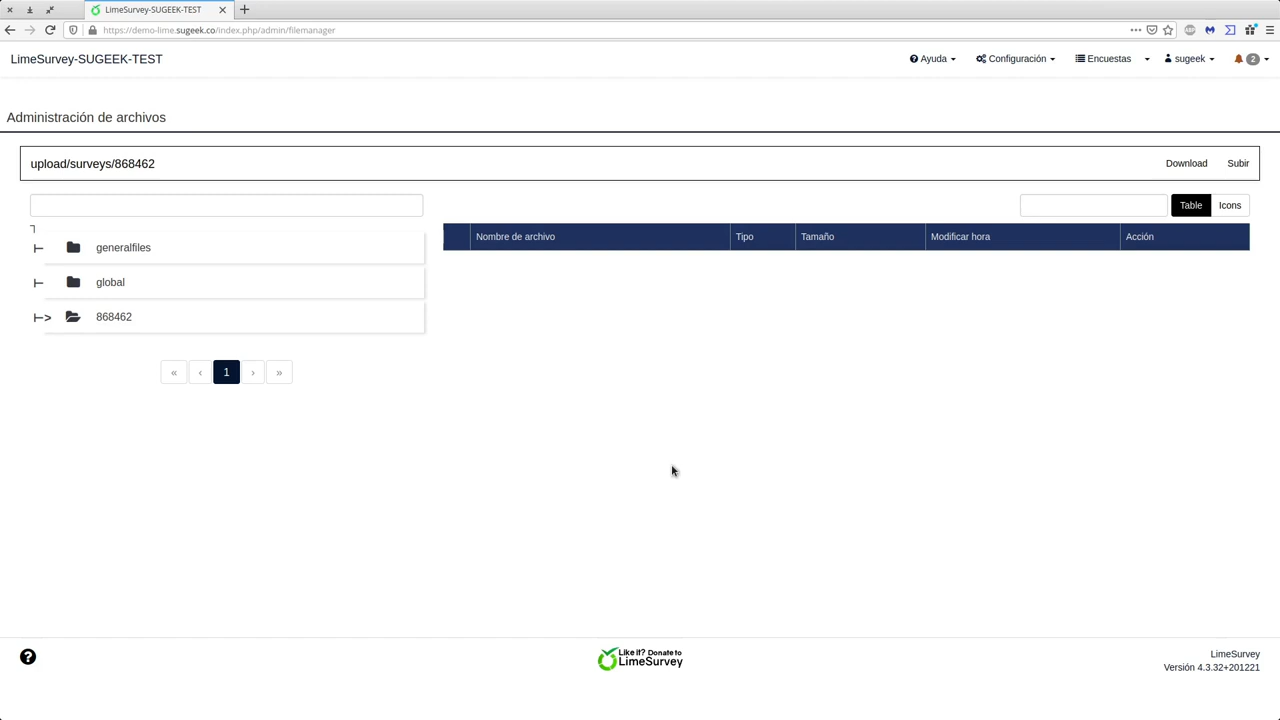 LimeSurvey-SUGEEK-TEST
https://demo-lime.sugeek.co/index.php/admin/filemanager
LimeSurvey-SUGEEK-TEST
Ayuda
Configuración
Encuestas
sugeek
2
Administración de archivos
upload/surveys/868462
Download
Subir
Table
Icons
generalfiles
global
868462
« ‹ 1 › »
Nombre de archivo
Tipo
Tamaño
Modificar hora
Acción
Like it? Donate to
LimeSurvey
LimeSurvey
Versión 4.3.32+201221